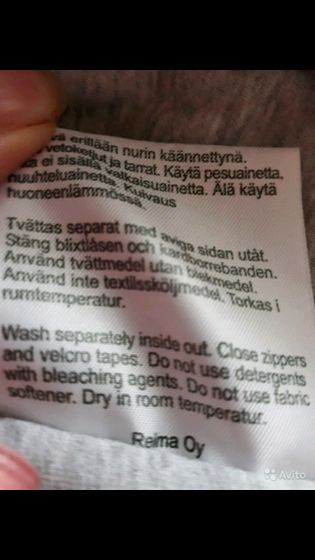 erillään nurin käännettynä.
vetoketjut ja tarrat. Käytä pesuainetta,
ei sisällä valkaisuainetta. Älä käytä
huuhteluainetta. Kuivaus
huoneenlämmössä.
Tvättas separat med aviga sidan utåt.
Stäng blixtlåsen och kardborrebanden.
Använd tvättmedel utan blekmedel.
Använd inte textilssköljmedel. Torkas i
rumtemperatur.
Wash separately inside out. Close zippers
and velcro tapes. Do not use detergents
with bleaching agents. Do not use fabric
softener. Dry in room temperatur.
Reima Oy
Avito